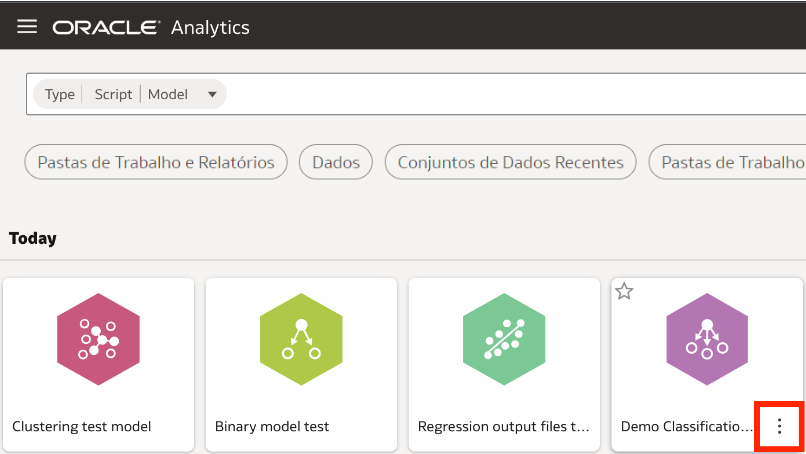 ORACLE Analytics
Type Script Model
Pastas de Trabalho e Relatórios Dados Conjuntos de Dados Recentes Pastas de Trabalho
Today
Clustering test model Binary model test Regression output files t... Demo Classificatio...